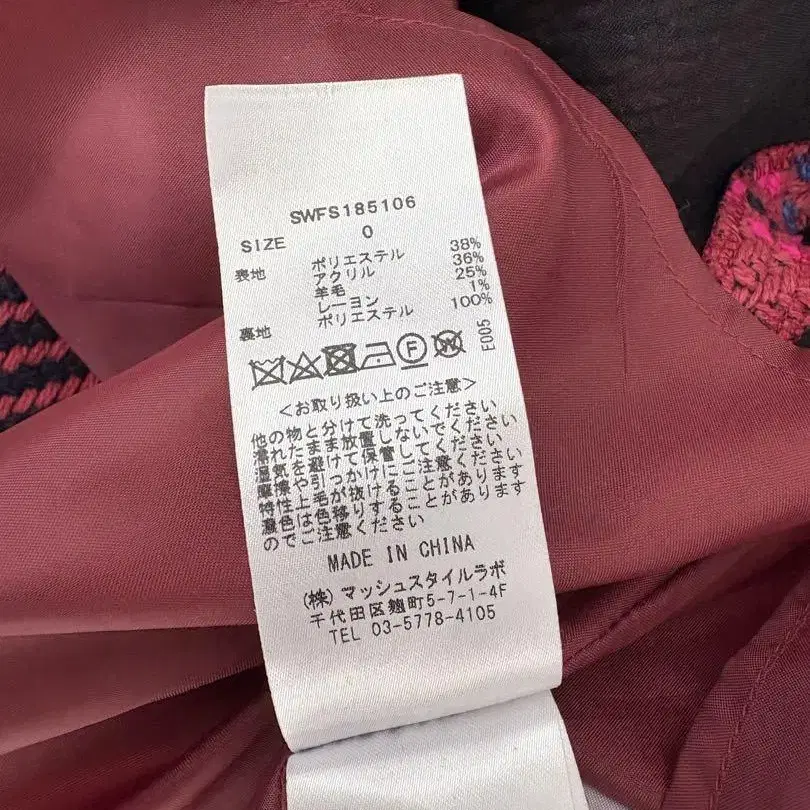 SWFS185106
SIZE 0
表地 ポリエステル 38%
アクリル 36%
羊毛 25%
レーヨン 1%
裏地 ポリエステル 100%
F W E005
<お取り扱い上のご注意>
他の物と分けて洗ってください
濡れたまま放置しないでください
湿気を避けて保管してください
摩擦や引っかけにご注意ください
特性上毛が抜けることがあります
濃色は色移りすることがあります
のでご注意ください
MADE IN CHINA
(株)マッシュスタイルラボ
千代田区麹町5-7-1-4F
TEL 03-5778-4105